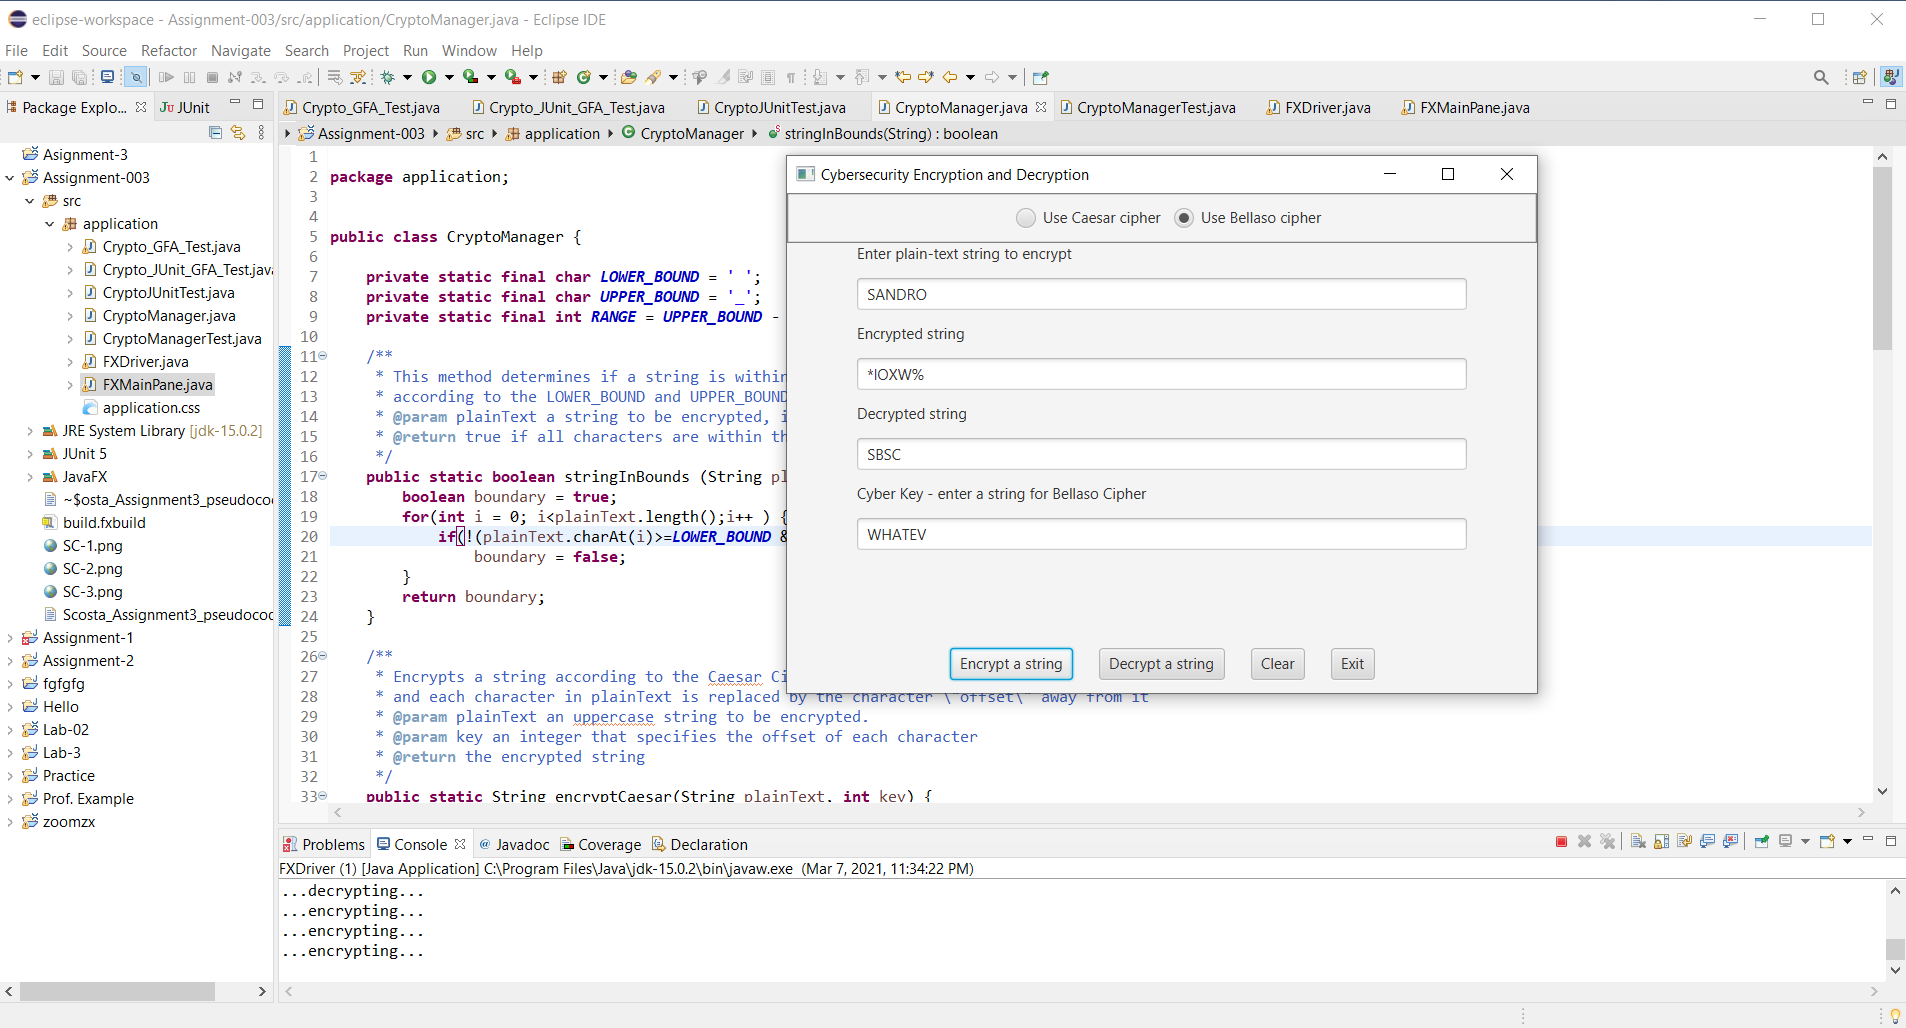 eclipse-workspace - Assignment-003/src/application/CryptoManager.java - Eclipse IDE
File Edit Source Refactor Navigate Search Project Run Window Help
Package Explo... JUnit
Crypto_GFA_Test.java Crypto_JUnit_GFA_Test.java CryptoJUnitTest.java CryptoManager.java CryptoManagerTest.java FXDriver.java FXMainPane.java
Assignment-003 src application CryptoManager stringInBounds(String) : boolean
Asignment-3
Assignment-003
src
application
Crypto_GFA_Test.java
Crypto_JUnit_GFA_Test.java
CryptoJUnitTest.java
CryptoManager.java
CryptoManagerTest.java
FXDriver.java
FXMainPane.java
application.css
JRE System Library [jdk-15.0.2]
JUnit 5
JavaFX
~$osta_Assignment3_pseudococ
build.fxbuild
SC-1.png
SC-2.png
SC-3.png
Scosta_Assignment3_pseudococ
Assignment-1
Assignment-2
fgfgfg
Hello
Lab-02
Lab-3
Practice
Prof. Example
zoomzx
1
2 package application;
3
4
5 public class CryptoManager {
6
7 private static final char LOWER_BOUND = ' ';
8 private static final char UPPER_BOUND = '_';
9 private static final int RANGE = UPPER_BOUND -
10
11 /**
12 * This method determines if a string is within
13 * according to the LOWER_BOUND and UPPER_BOUND
14 * @param plainText a string to be encrypted, i
15 * @return true if all characters are within th
16 */
17 public static boolean stringInBounds (String pl
18 boolean boundary = true;
19 for(int i = 0; i<plainText.length();i++ ) {
20 if(!(plainText.charAt(i)>=LOWER_BOUND &
21 boundary = false;
22 }
23 return boundary;
24 }
25
26 /**
27 * Encrypts a string according to the Caesar Ci
28 * and each character in plainText is replaced by the character \"offset\" away from it
29 * @param plainText an uppercase string to be encrypted.
30 * @param key an integer that specifies the offset of each character
31 * @return the encrypted string
32 */
33 public static String encryptCaesar(String plainText, int key) {
Cybersecurity Encryption and Decryption
Use Caesar cipher Use Bellaso cipher
Enter plain-text string to encrypt
SANDRO
Encrypted string
*IOXW%
Decrypted string
SBSC
Cyber Key - enter a string for Bellaso Cipher
WHATEV
Encrypt a string Decrypt a string Clear Exit
Problems Console Javadoc Coverage Declaration
FXDriver (1) [Java Application] C:\Program Files\Java\jdk-15.0.2\bin\javaw.exe (Mar 7, 2021, 11:34:22 PM)
...decrypting...
...encrypting...
...encrypting...
...encrypting...